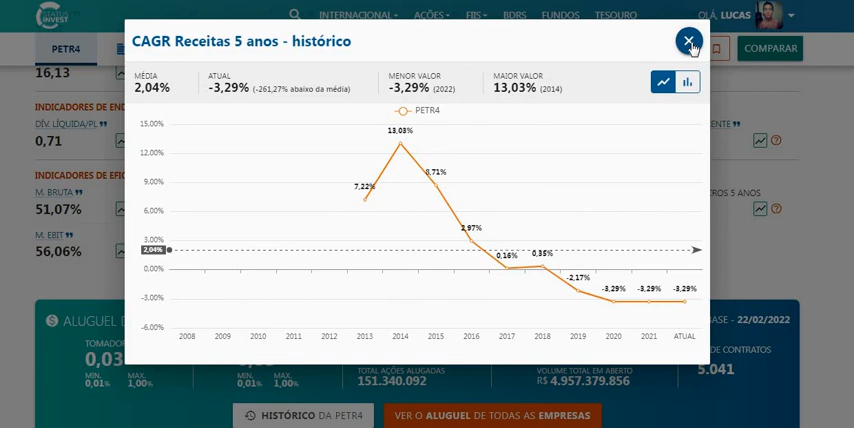 STATUS
INVEST
INTERNACIONAL
AÇÕES
FIIS
BDRS
FUNDOS
TESOURO
OLÁ, LUCAS
PETR4
COMPARAR
CAGR Receitas 5 anos - histórico
MÉDIA
2,04%
ATUAL
-3,29% (-261,27% abaixo da média)
MENOR VALOR
-3,29% (2022)
MAIOR VALOR
13,03% (2014)
PETR4
15.00%
12.00%
9.00%
6.00%
3.00%
2,04%
0.00%
-3.00%
-6.00%
7,22%
13,03%
8,71%
2,97%
0,16%
0,35%
-2,17%
-3,29%
-3,29%
-3,29%
2008 2009 2010 2011 2012 2013 2014 2015 2016 2017 2018 2019 2020 2021 ATUAL
16,13
INDICADORES DE END
DÍV. LÍQUIDA/PL
0,71
INDICADORES DE EFIC
M. BRUTA
51,07%
M. EBIT
56,06%
ENTE
ROS 5 ANOS
ALUGUEL D
BASE - 22/02/2022
TOMADO
0,03
MIN. 0,01%
MAX. 1,00%
MIN. 0,01%
MAX. 1,00%
TOTAL AÇÕES ALUGADAS
151.340.092
VOLUME TOTAL EM ABERTO
R$ 4.957.379.856
DE CONTRATOS
5.041
HISTÓRICO DA PETR4
VER O ALUGUEL DE TODAS AS EMPRESAS